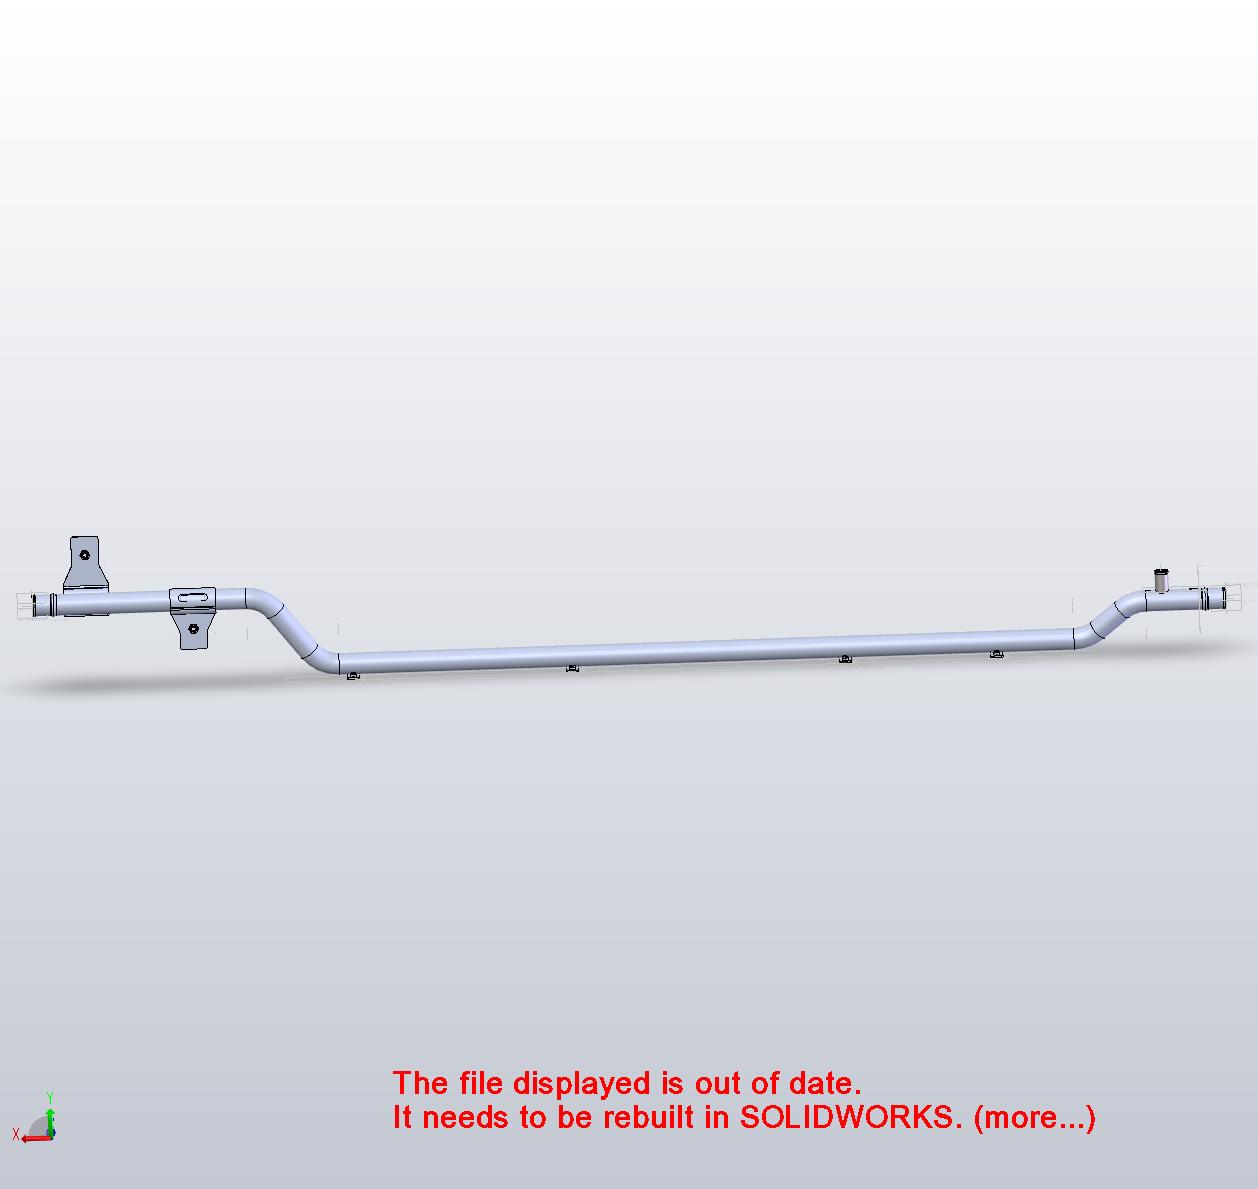 The file displayed is out of date.
It needs to be rebuilt in SOLIDWORKS. (more...)
Y
X